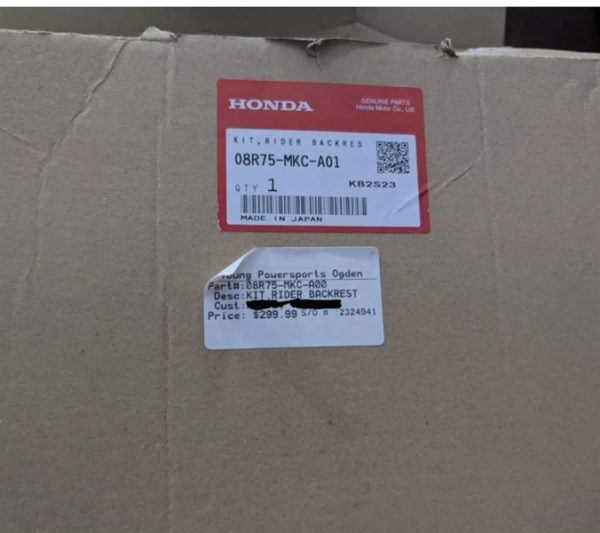 HONDA
GENUINE PARTS
Honda Motor Co., Ltd.
KIT,RIDER BACKRES
08R75-MKC-A01
QTY 1
KB2S23
MADE IN JAPAN
Young Powersports Ogden
Part#:08R75-MKC-A00
Desc:KIT,RIDER BACKREST
Cust:
Price: $299.99 S/O # :2324941